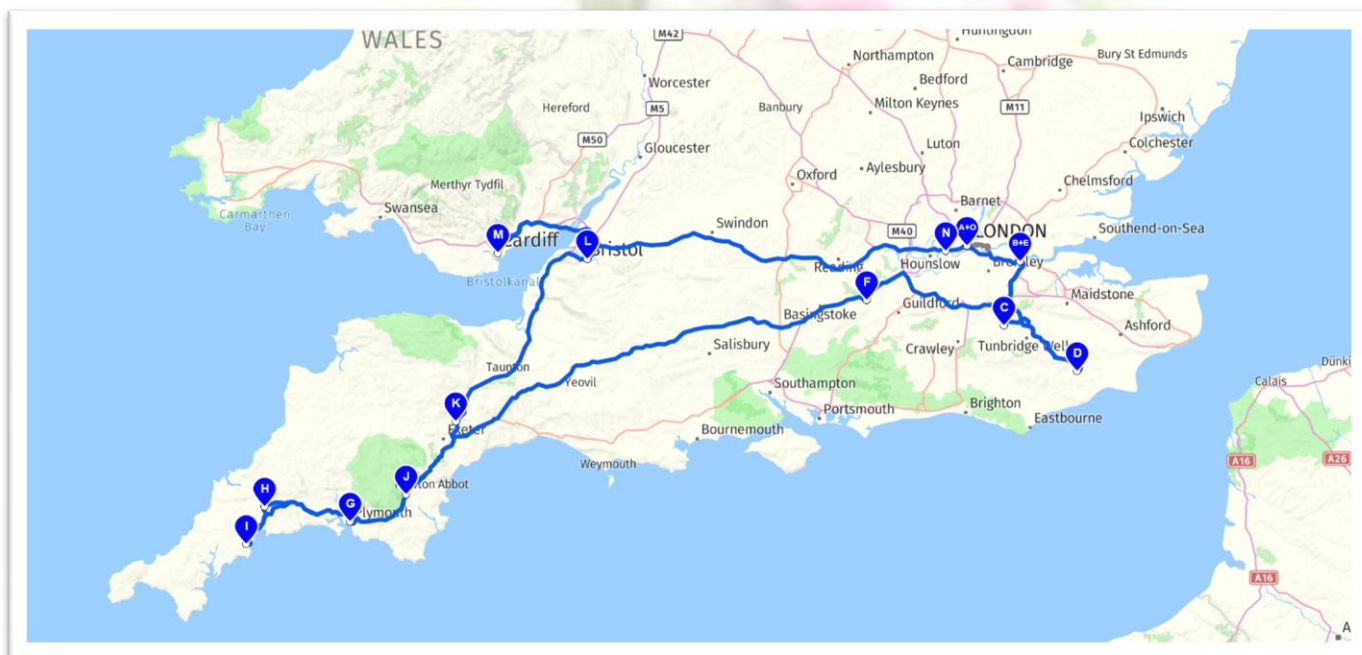 WALES
M42
Huntingdon
Bury St Edmunds
Northampton
Cambridge
Worcester
Bedford
Hereford
M5
Banbury
Milton Keynes
M11
Ipswich
M50
Colchester
Gloucester
Luton
Aylesbury
Merthyr Tydfil
Oxford
Chelmsford
Swansea
Barnet
Carmarthen
Bay
Swindon
M
Cardiff
L
Bristol
M40
N
A+O
LONDON
B+E
Southend-on-Sea
Hounslow
Bromley
Reading
Bristolkanal
F
Guildford
C
Maidstone
Basingstoke
Ashford
Crawley
Tunbridge Wells
D
Salisbury
Taunton
Yeovil
Southampton
Brighton
Portsmouth
Eastbourne
Calais
K
Exeter
Bournemouth
Weymouth
A16
A26
J
Newton Abbot
H
G
Plymouth
I
A16
A